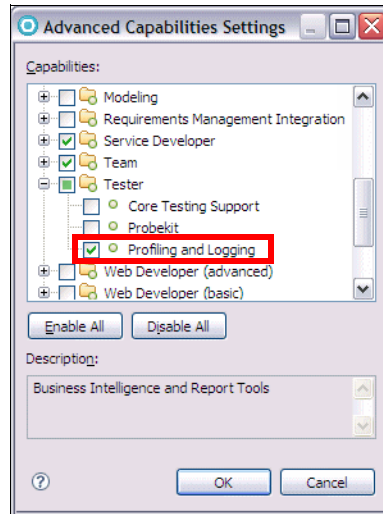 Advanced Capabilities Settings
Capabilities:
Modeling
Requirements Management Integration
Service Developer
Team
Tester
Core Testing Support
Probekit
Profiling and Logging
Web Developer (advanced)
Web Developer (basic)
Enable All Disable All
Description:
Business Intelligence and Report Tools
? OK Cancel